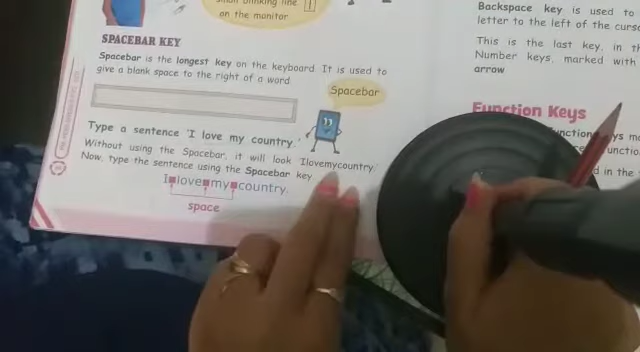 on the monitor
SPACEBAR KEY
Spacebar is the longest key on the keyboard. It is used to
give a blank space to the right of a word.
Spacebar
Type a sentence 'I love my country.'
Without using the Spacebar, it will look Ilovemycountry.
Now, type the sentence using the Spacebar key.
I love my country.
space
Backspace key is used to
letter to the left of the
This is the last key, in
Number keys, marked with
arrow
Function Keys
d in the